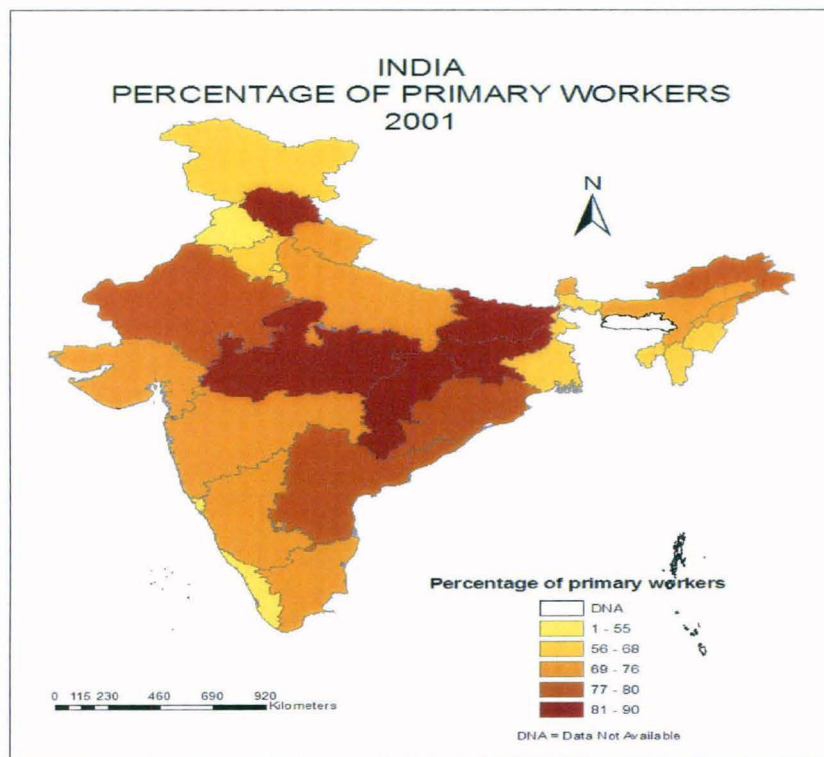 INDIA
PERCENTAGE OF PRIMARY WORKERS
2001
N
Percentage of primary workers
DNA
1 - 55
56 - 68
69 - 76
77 - 80
81 - 90
0 115 230 460 690 920
Kilometers
DNA = Data Not Available